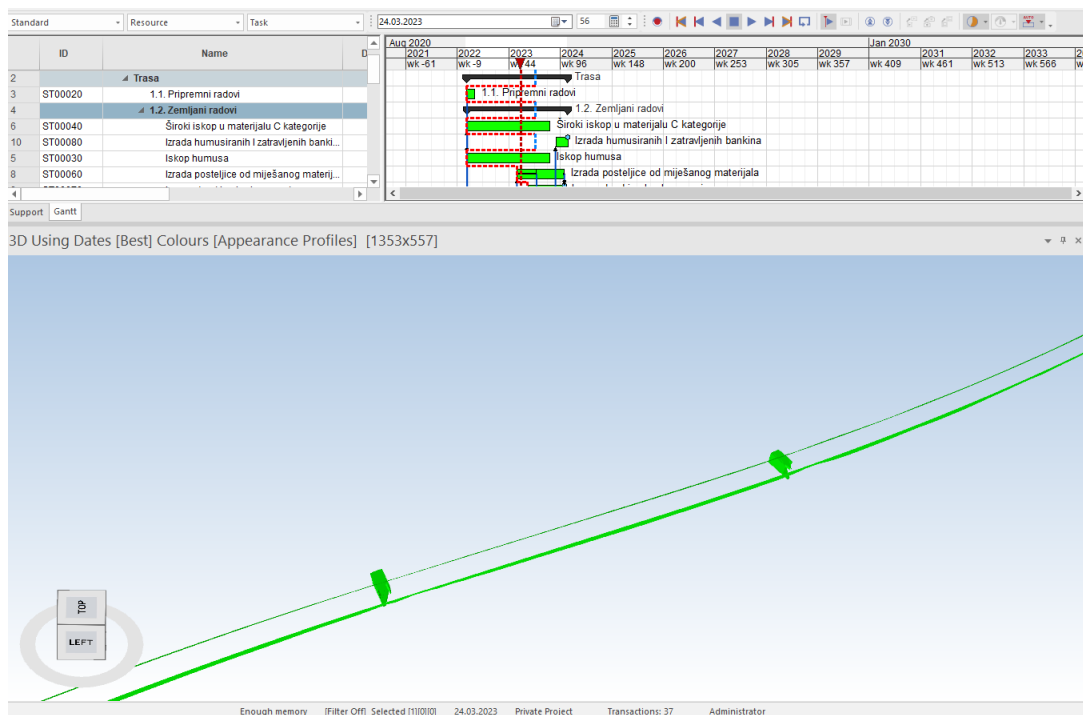 Standard Resource Task 24.03.2023 56
ID Name D
Aug 2020 Jan 2030
2021 2022 2023 2024 2025 2026 2027 2028 2029 2031 2032 2033
wk -61 wk -9 wk 44 wk 96 wk 148 wk 200 wk 253 wk 305 wk 357 wk 409 wk 461 wk 513 wk 566
2 Trasa Trasa
3 ST00020 1.1. Pripremni radovi 1.1. Pripremni radovi
4 1.2. Zemljani radovi 1.2. Zemljani radovi
6 ST00040 Široki iskop u materijalu C kategorije Široki iskop u materijalu C kategorije
10 ST00080 Izrada humusiranih I zatravljenih banki... Izrada humusiranih I zatravljenih bankina
5 ST00030 Iskop humusa Iskop humusa
8 ST00060 Izrada posteljice od miješanog materij... Izrada posteljice od miješanog materijala
Support Gantt
3D Using Dates [Best] Colours [Appearance Profiles] [1353x557]
TOP
LEFT
Enough memory [Filter Off] Selected [1][0][0] 24.03.2023 Private Project Transactions: 37 Administrator